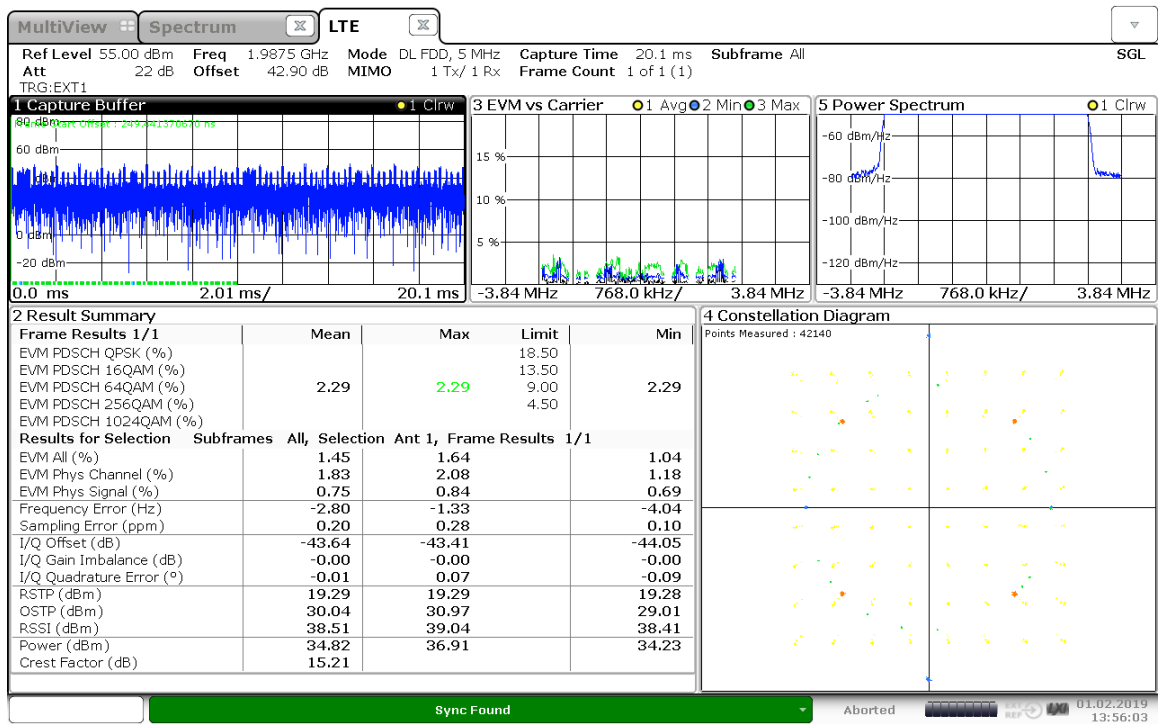 MultiView Spectrum X LTE X
Ref Level 55.00 dBm Freq 1.9875 GHz Mode DL FDD, 5 MHz Capture Time 20.1 ms Subframe All SGL
Att 22 dB Offset 42.90 dB MIMO 1 Tx/ 1 Rx Frame Count 1 of 1 (1)
TRG:EXT1
1 Capture Buffer 1 Clrw
80 dBm
Frame Start Offset : 249.441370670 ns
60 dBm
0 dBm
-20 dBm
0.0 ms 2.01 ms/ 20.1 ms
3 EVM vs Carrier 1 Avg 2 Min 3 Max
15 %
10 %
5 %
-3.84 MHz 768.0 kHz/ 3.84 MHz
5 Power Spectrum 1 Clrw
-60 dBm/Hz
-80 dBm/Hz
-100 dBm/Hz
-120 dBm/Hz
-3.84 MHz 768.0 kHz/ 3.84 MHz
2 Result Summary
Frame Results 1/1 Mean Max Limit Min
EVM PDSCH QPSK (%) 18.50
EVM PDSCH 16QAM (%) 13.50
EVM PDSCH 64QAM (%) 2.29 2.29 9.00 2.29
EVM PDSCH 256QAM (%) 4.50
EVM PDSCH 1024QAM (%)
Results for Selection Subframes All, Selection Ant 1, Frame Results 1/1
EVM All (%) 1.45 1.64 1.04
EVM Phys Channel (%) 1.83 2.08 1.18
EVM Phys Signal (%) 0.75 0.84 0.69
Frequency Error (Hz) -2.80 -1.33 -4.04
Sampling Error (ppm) 0.20 0.28 0.10
I/Q Offset (dB) -43.64 -43.41 -44.05
I/Q Gain Imbalance (dB) -0.00 -0.00 -0.00
I/Q Quadrature Error (º) -0.01 0.07 -0.09
RSTP (dBm) 19.29 19.29 19.28
OSTP (dBm) 30.04 30.97 29.01
RSSI (dBm) 38.51 39.04 38.41
Power (dBm) 34.82 36.91 34.23
Crest Factor (dB) 15.21
4 Constellation Diagram
Points Measured : 42140
Sync Found
Aborted
EXT REF
01.02.2019
13:56:03